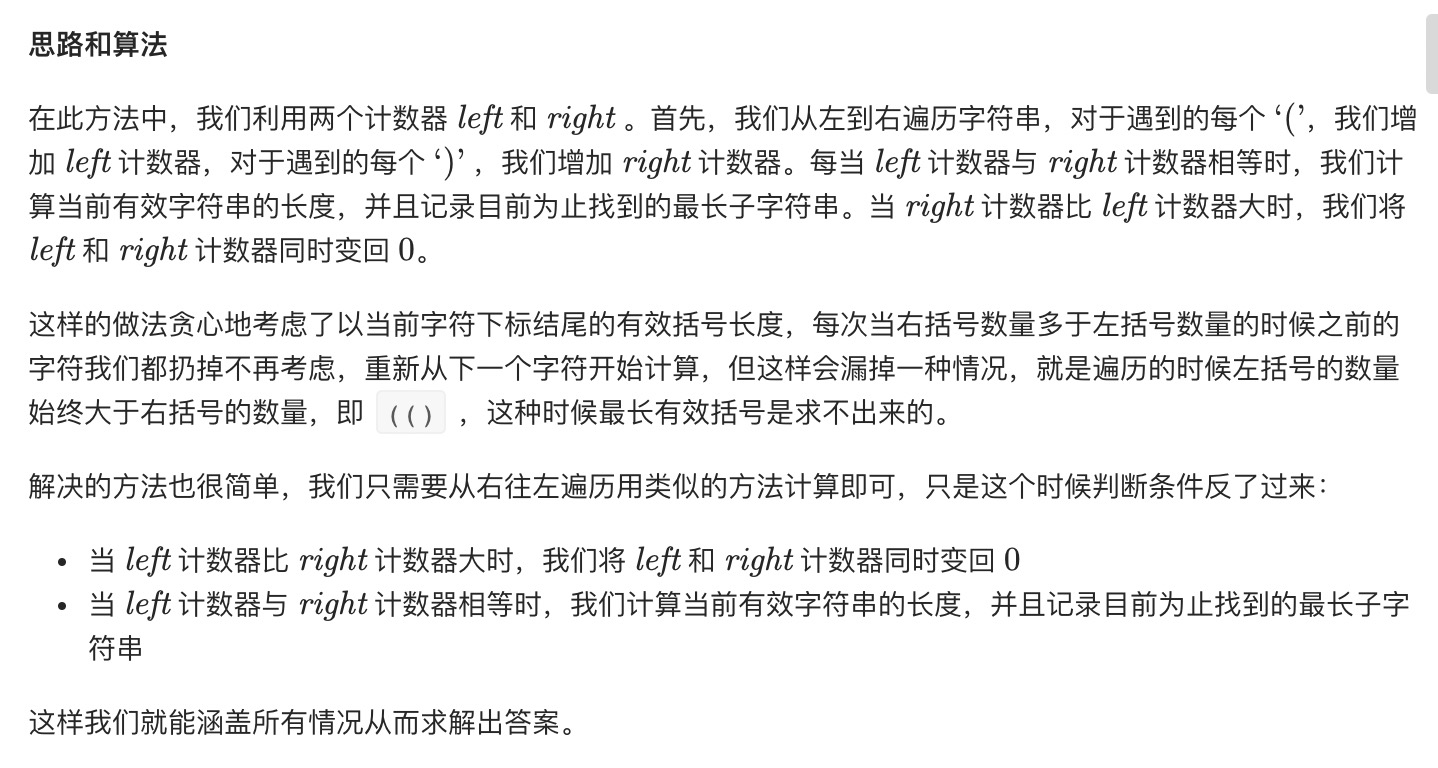 思路和算法
在此方法中，我们利用两个计数器 left 和 right 。首先，我们从左到右遍历字符串，对于遇到的每个 ‘(’，我们增
加 left 计数器，对于遇到的每个 ‘)’ ，我们增加 right 计数器。每当 left 计数器与 right 计数器相等时，我们计
算当前有效字符串的长度，并且记录目前为止找到的最长子字符串。当 right 计数器比 left 计数器大时，我们将
left 和 right 计数器同时变回 0。
这样的做法贪心地考虑了以当前字符下标结尾的有效括号长度，每次当右括号数量多于左括号数量的时候之前的
字符我们都扔掉不再考虑，重新从下一个字符开始计算，但这样会漏掉一种情况，就是遍历的时候左括号的数量
始终大于右括号的数量，即 (() ，这种时候最长有效括号是求不出来的。
解决的方法也很简单，我们只需要从右往左遍历用类似的方法计算即可，只是这个时候判断条件反了过来：
• 当 left 计数器比 right 计数器大时，我们将 left 和 right 计数器同时变回 0
• 当 left 计数器与 right 计数器相等时，我们计算当前有效字符串的长度，并且记录目前为止找到的最长子字
符串
这样我们就能涵盖所有情况从而求解出答案。